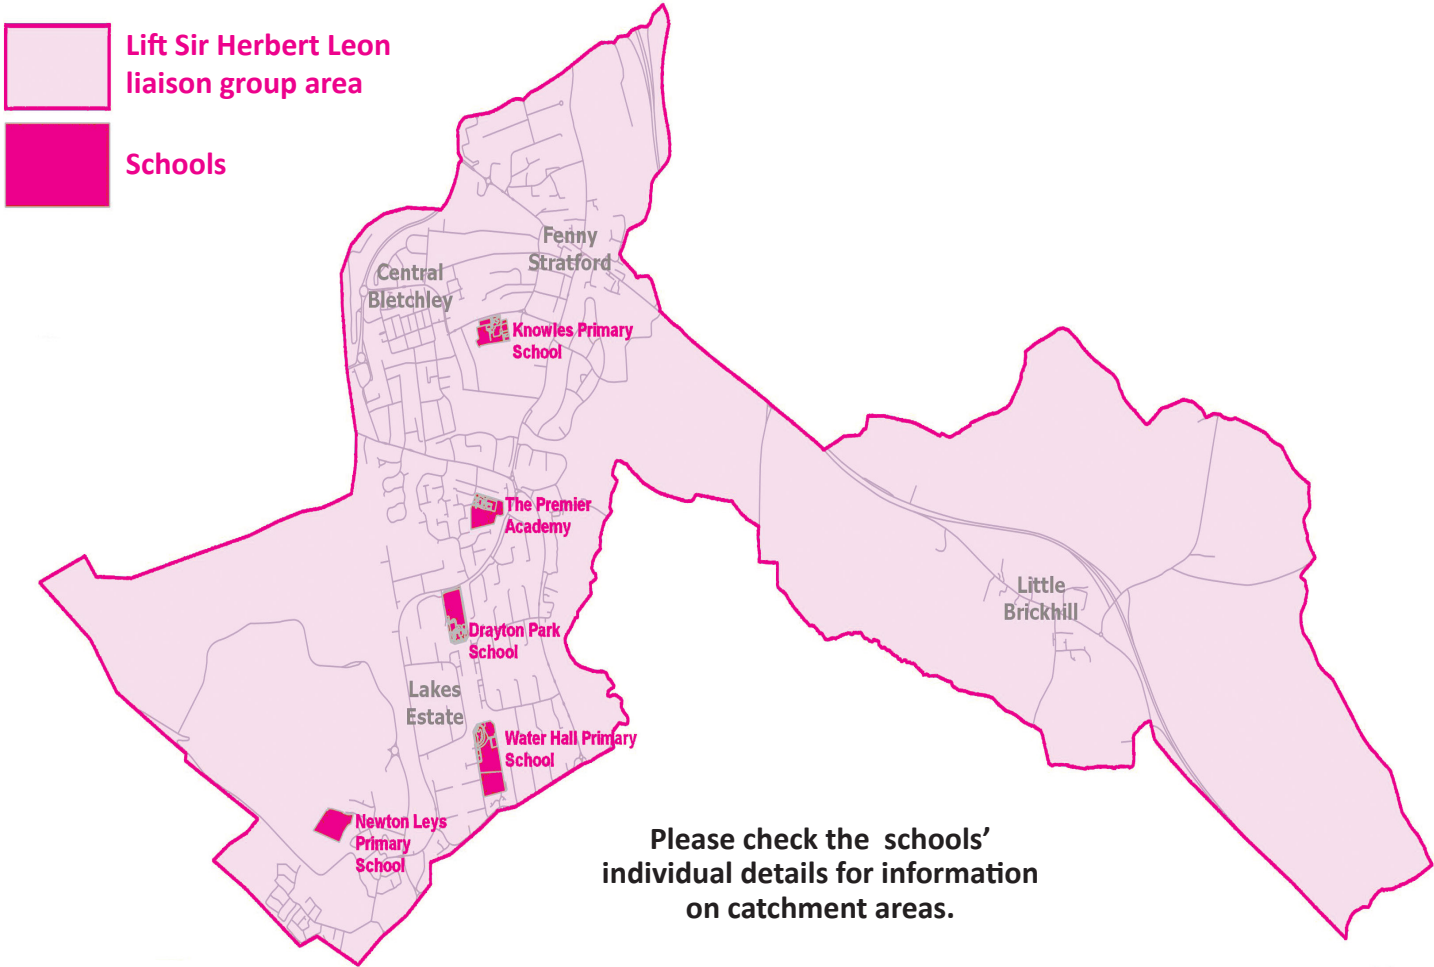 Lift Sir Herbert Leon
liaison group area
Schools
Fenny
Stratford
Central
Bletchley
Knowles Primary
School
The Premier
Academy
Little
Brickhill
Drayton Park
School
Lakes
Estate
Water Hall Primary
School
Newton Leys
Primary
School
Please check the schools’
individual details for information
on catchment areas.